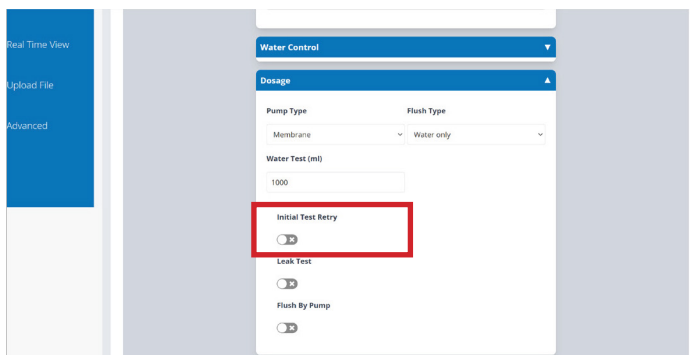 Real Time View
Upload File
Advanced
Water Control
Dosage
Pump Type Flush Type
Membrane Water only
Water Test (ml)
1000
Initial Test Retry
Leak Test
Flush By Pump